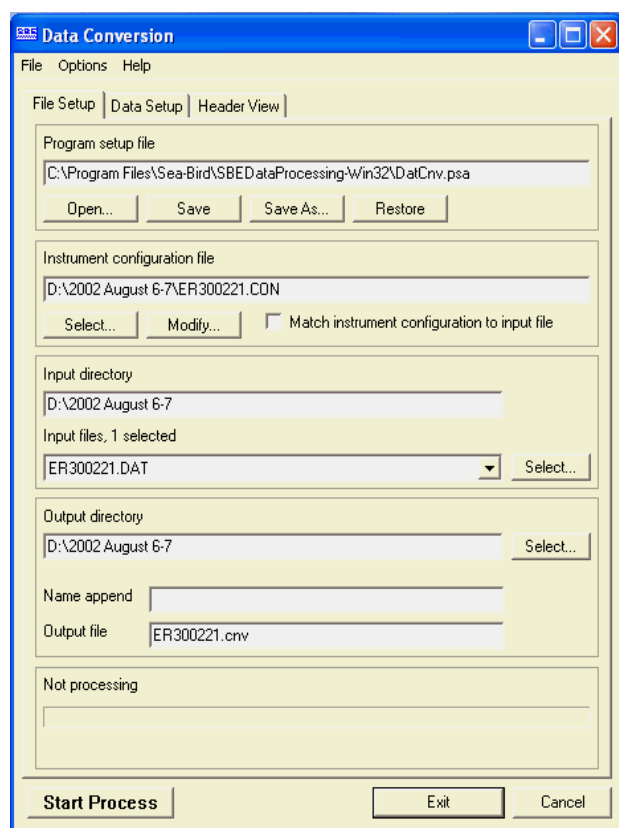 SBE Data Conversion
File Options Help
File Setup Data Setup Header View
Program setup file
C:\Program Files\Sea-Bird\SBEDataProcessing-Win32\DatCnv.psa
Open... Save Save As... Restore
Instrument configuration file
D:\2002 August 6-7\ER300221.CON
Select... Modify... Match instrument configuration to input file
Input directory
D:\2002 August 6-7
Input files, 1 selected
ER300221.DAT Select...
Output directory
D:\2002 August 6-7 Select...
Name append
Output file ER300221.cnv
Not processing
Start Process Exit Cancel